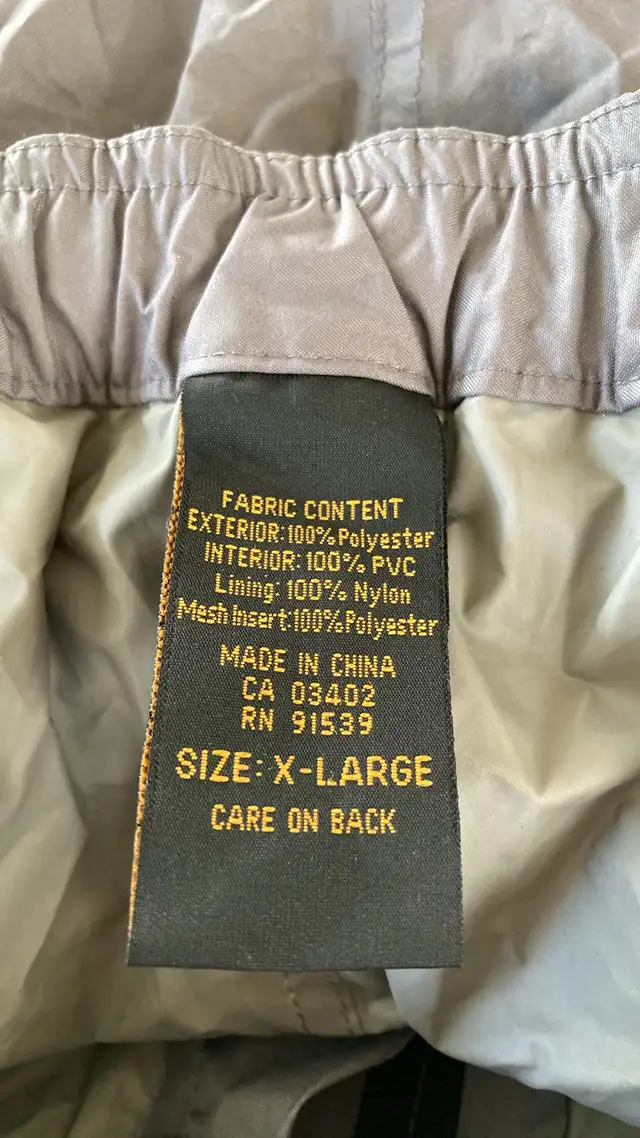 FABRIC CONTENT
EXTERIOR:100%Polyester
INTERIOR:100% PVC
Lining: 100% Nylon
Mesh Insert:100%Polyester
MADE IN CHINA
CA 03402
RN 91539
SIZE: X-LARGE
CARE ON BACK